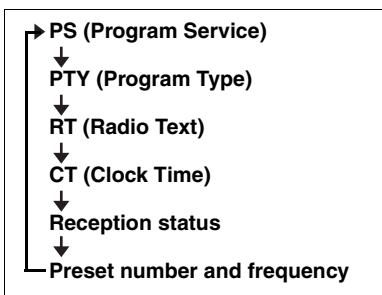 PS (Program Service)
PTY (Program Type)
RT (Radio Text)
CT (Clock Time)
Reception status
Preset number and frequency